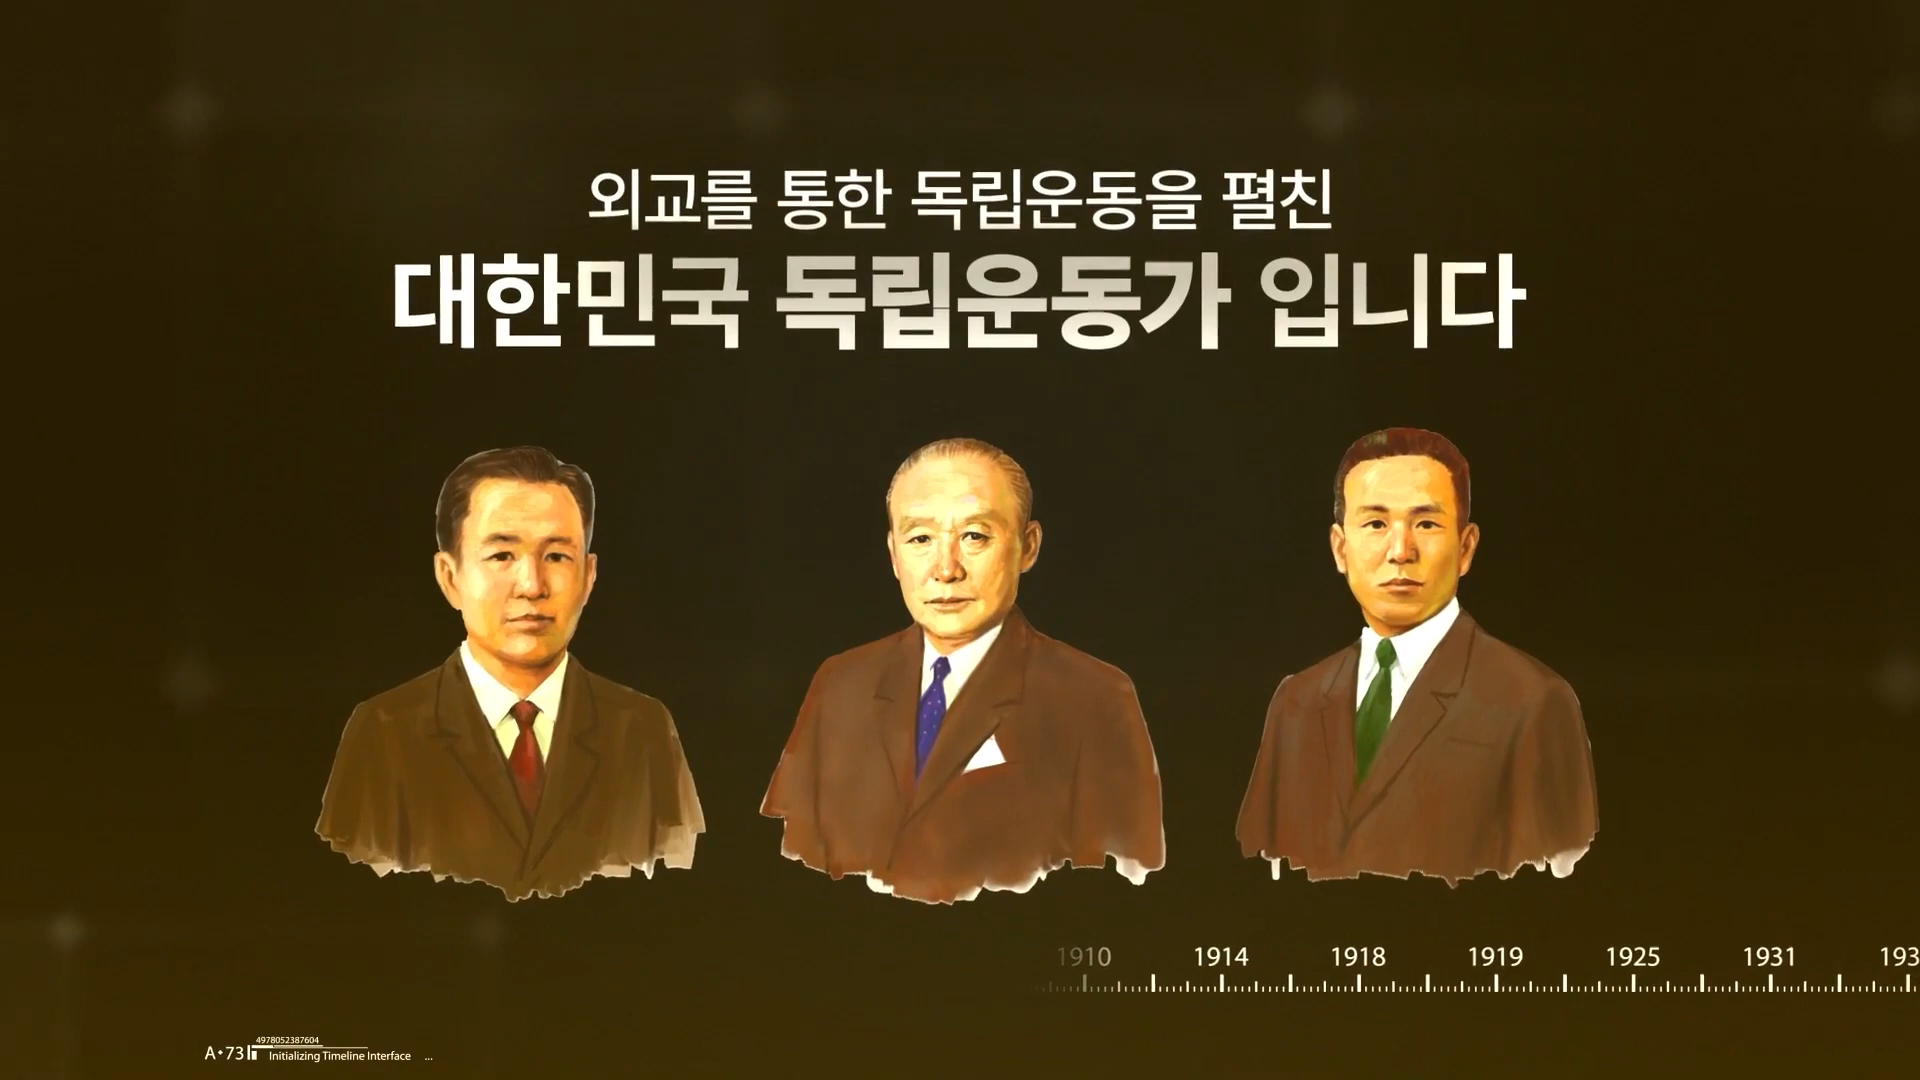 외교를 통한 독립운동을 펼친
대한민국 독립운동가 입니다
1910 1914 1918 1919 1925 1931 193
4978052387604
A•73 Initializing Timeline Interface ...